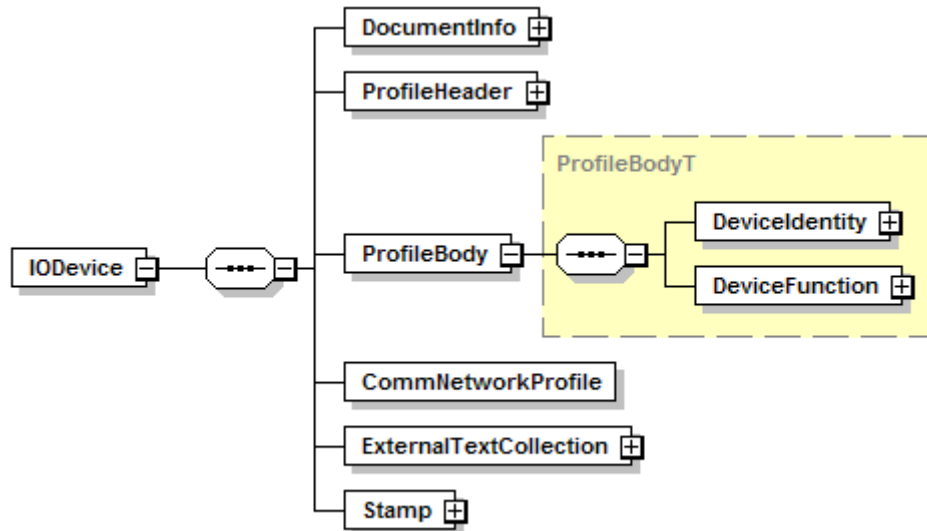 DocumentInfo
ProfileHeader
ProfileBodyT
DeviceIdentity
IODevice
ProfileBody
DeviceFunction
CommNetworkProfile
ExternalTextCollection
Stamp